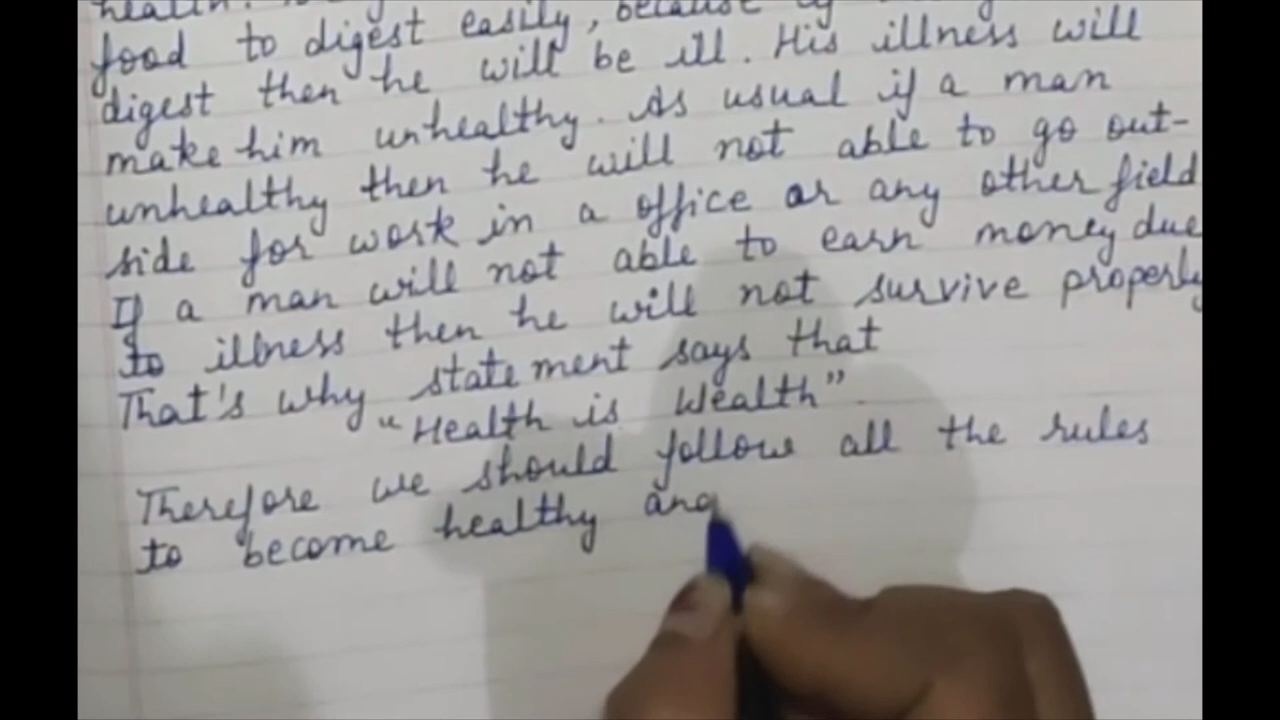 health.
food to digest easily, because if
digest then he will be ill. His illness will
make him unhealthy. As usual if a man
unhealthy then he will not able to go out-
side for work in a office or any other field
If a man will not able to earn money due
to illness then he will not survive properly
That's why statement says that
"Health is Wealth".
Therefore we should follow all the rules
to become healthy and